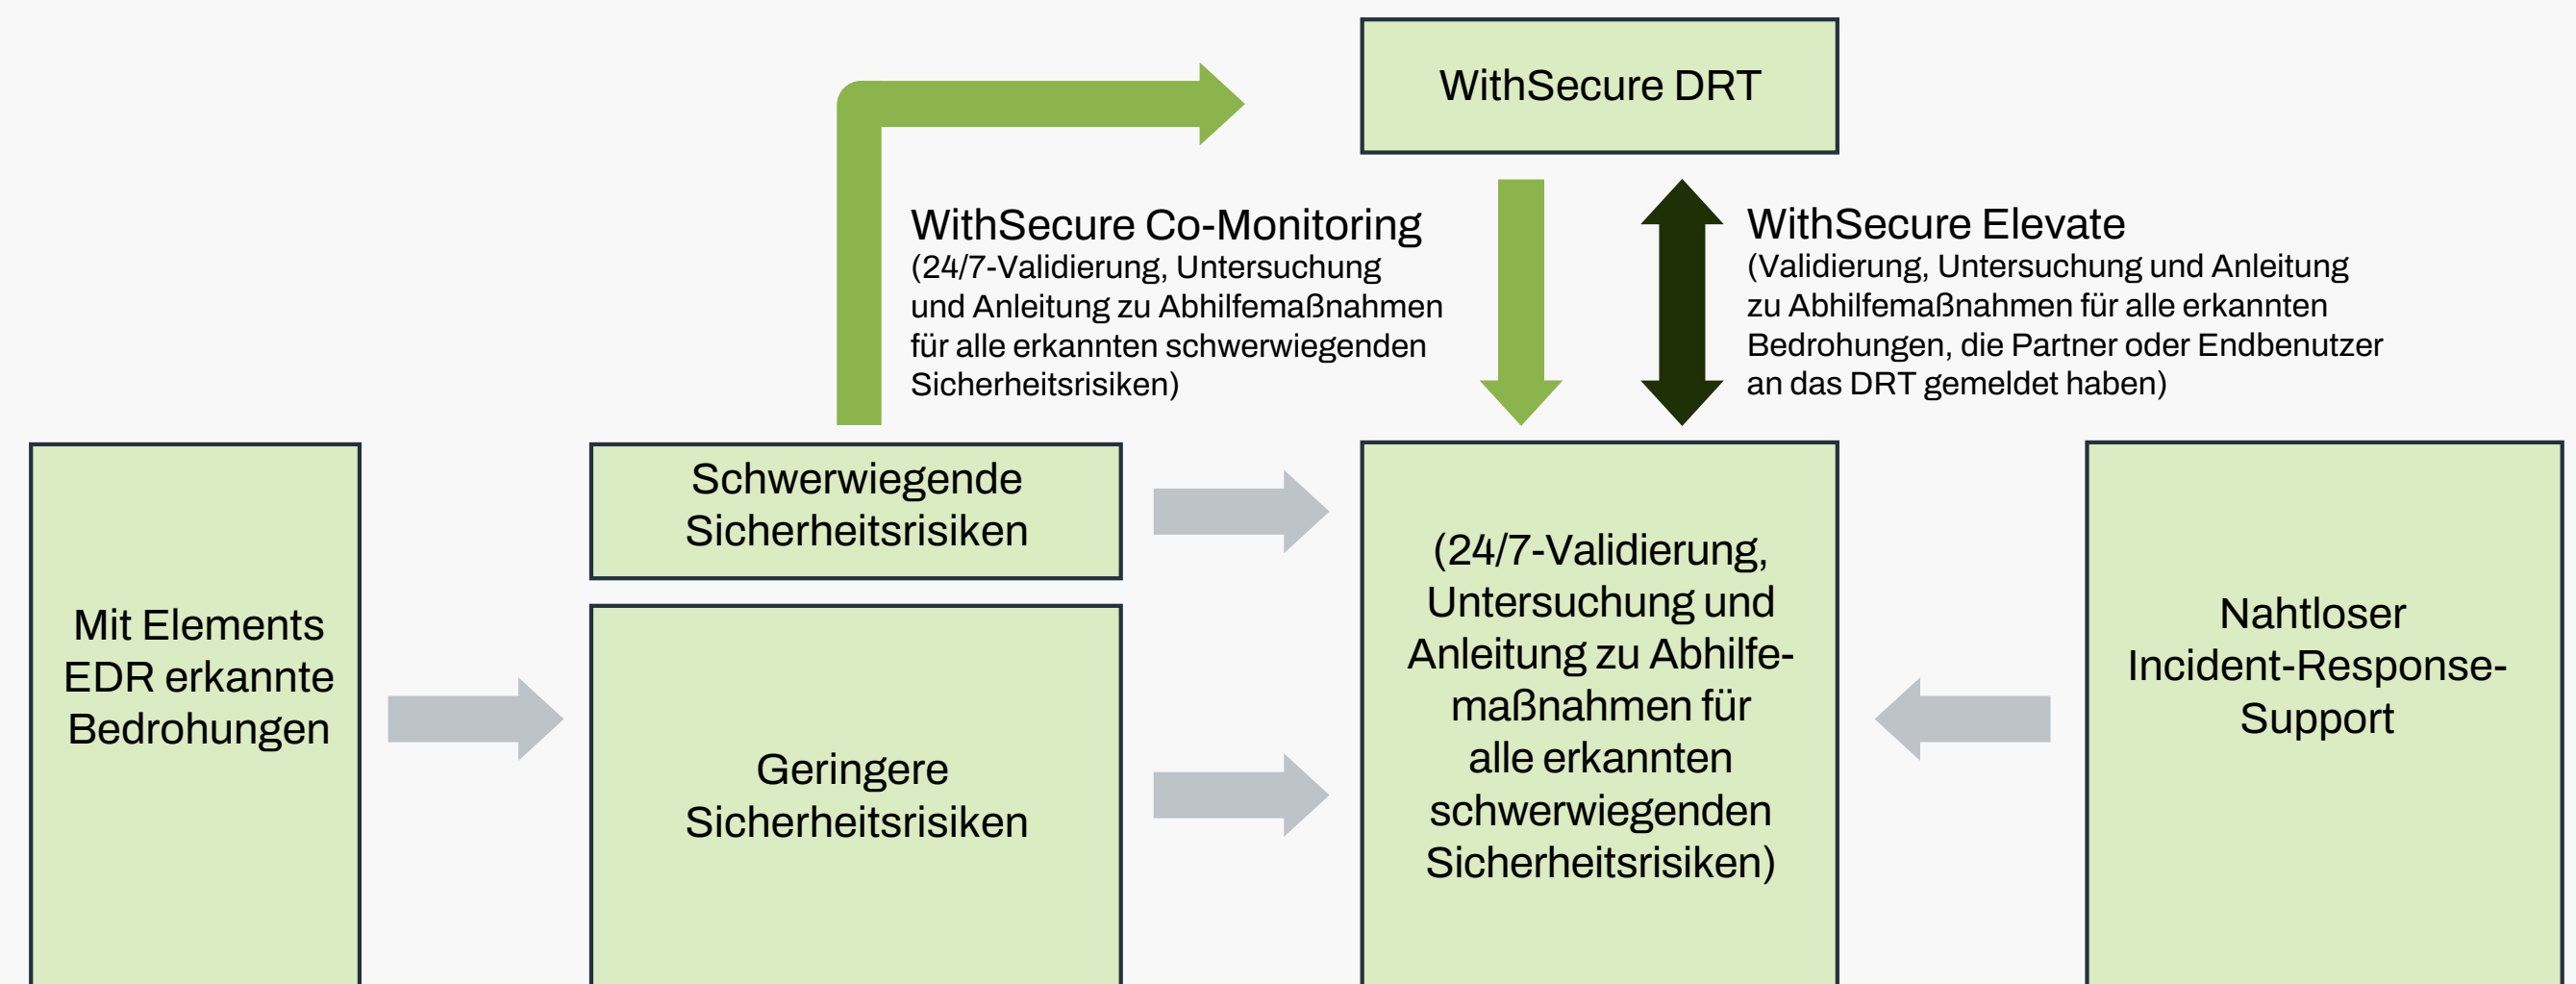 WithSecure DRT
WithSecure Co-Monitoring
(24/7-Validierung, Untersuchung
und Anleitung zu Abhilfemaßnahmen
für alle erkannten schwerwiegenden
Sicherheitsrisiken)
WithSecure Elevate
(Validierung, Untersuchung und Anleitung
zu Abhilfemaßnahmen für alle erkannten
Bedrohungen, die Partner oder Endbenutzer
an das DRT gemeldet haben)
Mit Elements
EDR erkannte
Bedrohungen
Schwerwiegende
Sicherheitsrisiken
Geringere
Sicherheitsrisiken
(24/7-Validierung,
Untersuchung und
Anleitung zu Abhilfe-
maßnahmen für
alle erkannten
schwerwiegenden
Sicherheitsrisiken)
Nahtloser
Incident-Response-
Support